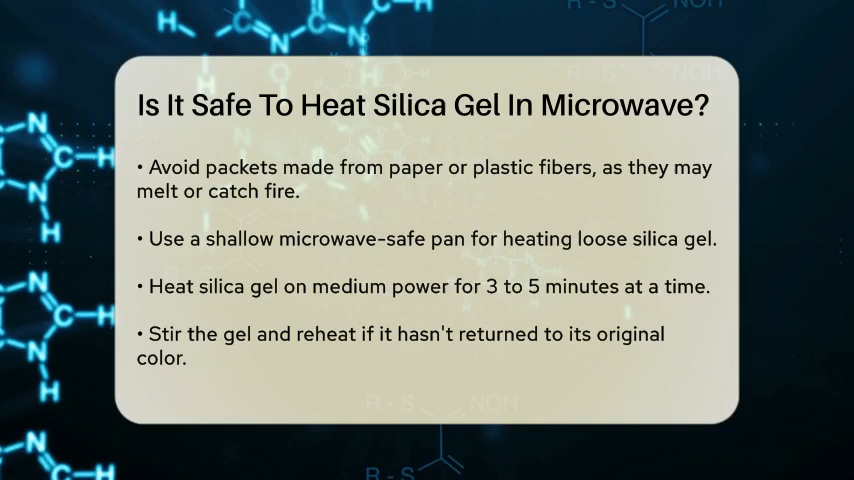 Is It Safe To Heat Silica Gel In Microwave?
• Avoid packets made from paper or plastic fibers, as they may
melt or catch fire.
• Use a shallow microwave-safe pan for heating loose silica gel.
• Heat silica gel on medium power for 3 to 5 minutes at a time.
• Stir the gel and reheat if it hasn't returned to its original
color.
H
C
C
H
N
N
H
O
H
R - S
NOH
R - S
NOH
N
C - H
N
H
N
C - H
N
H
N
C - H
R - S
NOH
R - S